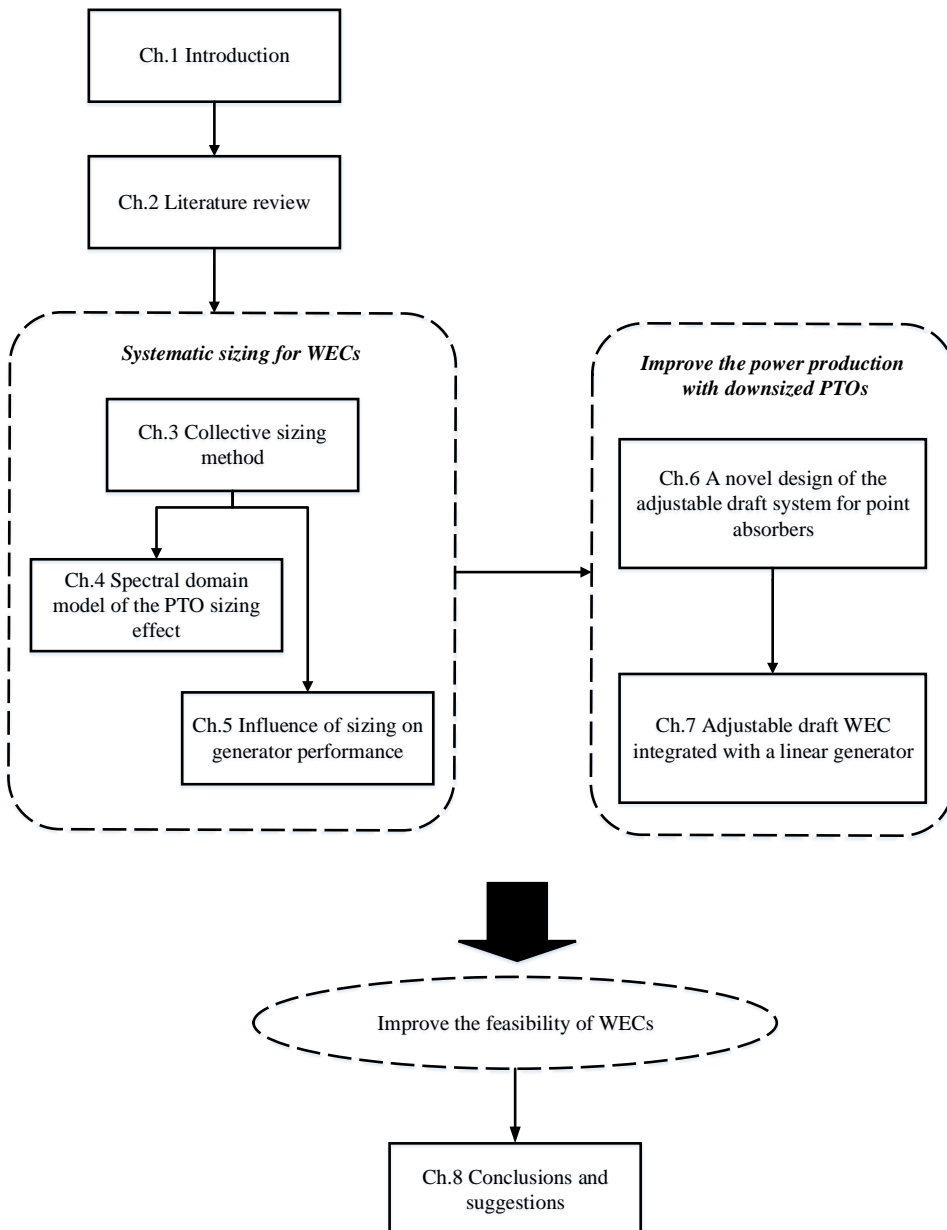 Ch.1 Introduction
Ch.2 Literature review
Systematic sizing for WECs
Ch.3 Collective sizing
method
Ch.4 Spectral domain
model of the PTO sizing
effect
Ch.5 Influence of sizing on
generator performance
Improve the power production
with downsized PTOs
Ch.6 A novel design of the
adjustable draft system for point
absorbers
Ch.7 Adjustable draft WEC
integrated with a linear generator
Improve the feasibility of WECs
Ch.8 Conclusions and
suggestions